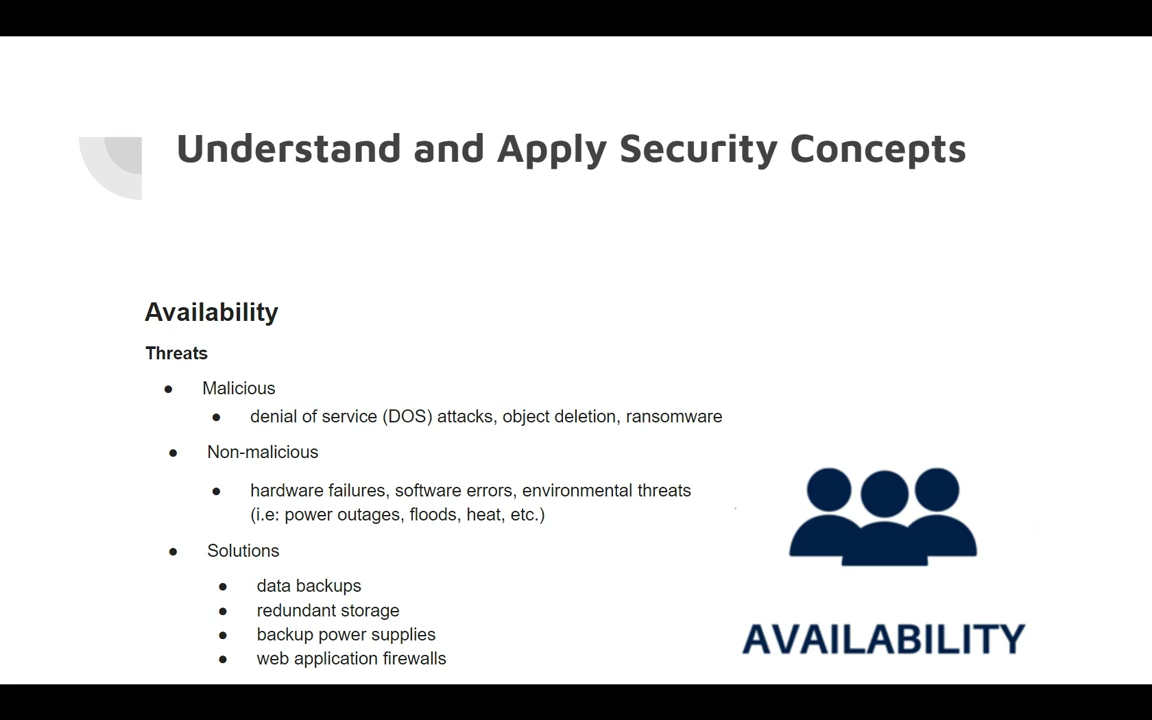 Understand and Apply Security Concepts
Availability
Threats
● Malicious
● denial of service (DOS) attacks, object deletion, ransomware
● Non-malicious
● hardware failures, software errors, environmental threats
(i.e: power outages, floods, heat, etc.)
● Solutions
● data backups
● redundant storage
● backup power supplies
● web application firewalls
AVAILABILITY